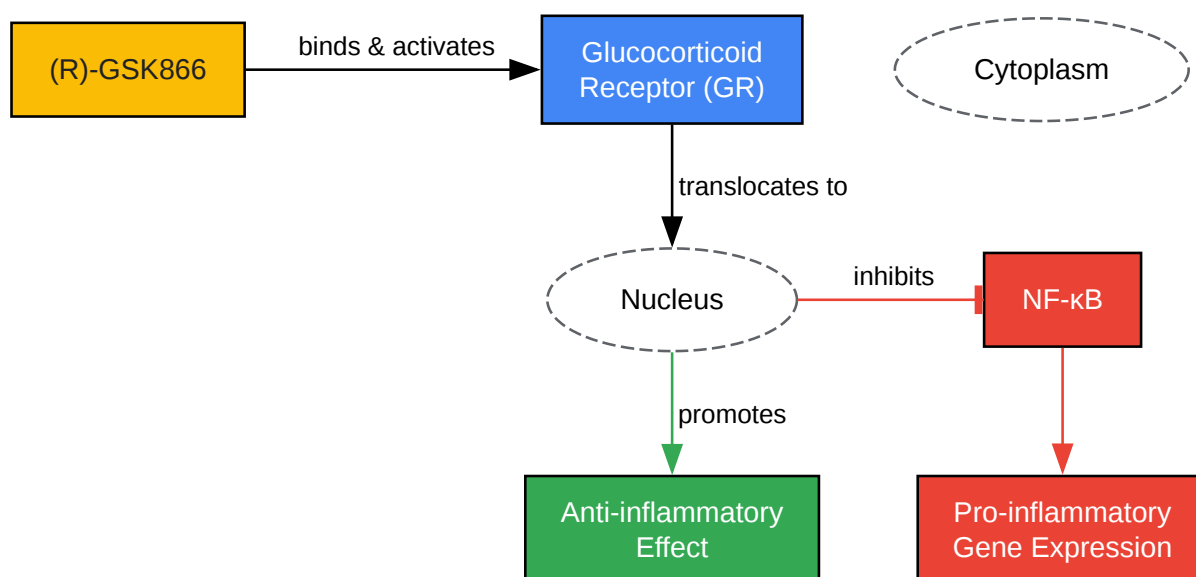 (R)-GSK866
binds & activates
Glucocorticoid
Receptor (GR)
Cytoplasm
translocates to
Nucleus
inhibits
NF-κB
promotes
Anti-inflammatory
Effect
Pro-inflammatory
Gene Expression